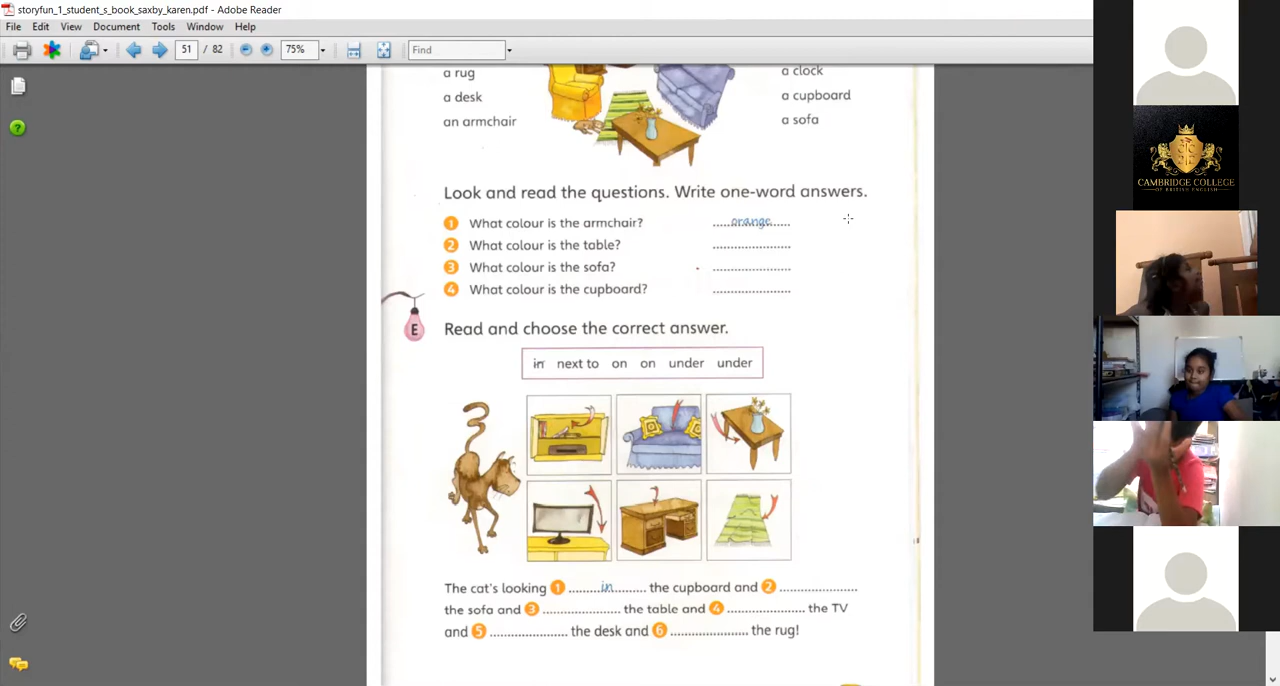 storyfun_1_student_s_book_saxby_karen.pdf - Adobe Reader
File Edit View Document Tools Window Help
51 / 82 75% Find
a rug
a desk
an armchair
a clock
a cupboard
a sofa
Look and read the questions. Write one-word answers.
1 What colour is the armchair? orange
2 What colour is the table?
3 What colour is the sofa?
4 What colour is the cupboard?
E Read and choose the correct answer.
in next to on on under under
The cat's looking 1 in the cupboard and 2
the sofa and 3 the table and 4 the TV
and 5 the desk and 6 the rug!
CAMBRIDGE COLLEGE
OF BRITISH ENGLISH